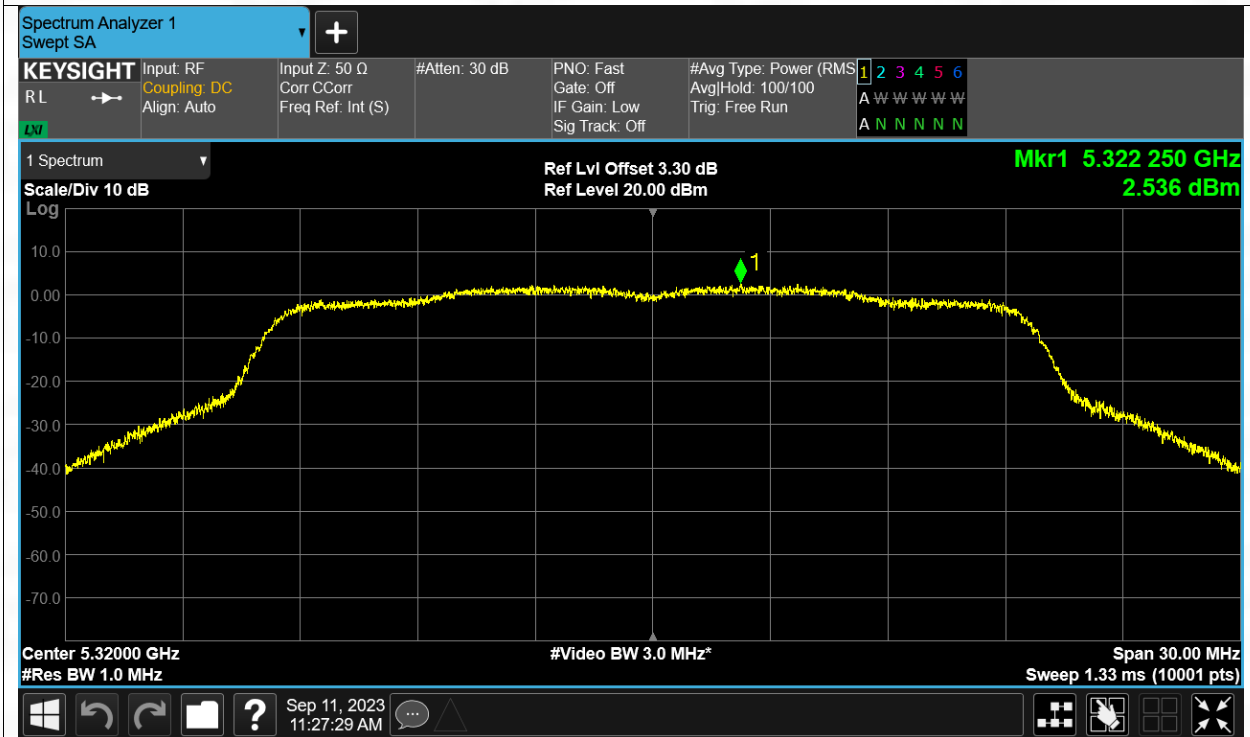 Spectrum Analyzer 1
Swept SA
+
KEYSIGHT
RL
LXI
Input: RF
Coupling: DC
Align: Auto
Input Z: 50 Ω
Corr CCorr
Freq Ref: Int (S)
#Atten: 30 dB
PNO: Fast
Gate: Off
IF Gain: Low
Sig Track: Off
#Avg Type: Power (RMS
Avg|Hold: 100/100
Trig: Free Run
1 2 3 4 5 6
A W W W W W
A N N N N N
1 Spectrum
Scale/Div 10 dB
Log
Ref Lvl Offset 3.30 dB
Ref Level 20.00 dBm
Mkr1 5.322 250 GHz
2.536 dBm
10.0
0.00
-10.0
-20.0
-30.0
-40.0
-50.0
-60.0
-70.0
1
Center 5.32000 GHz
#Res BW 1.0 MHz
#Video BW 3.0 MHz*
Span 30.00 MHz
Sweep 1.33 ms (10001 pts)
?
Sep 11, 2023
11:27:29 AM